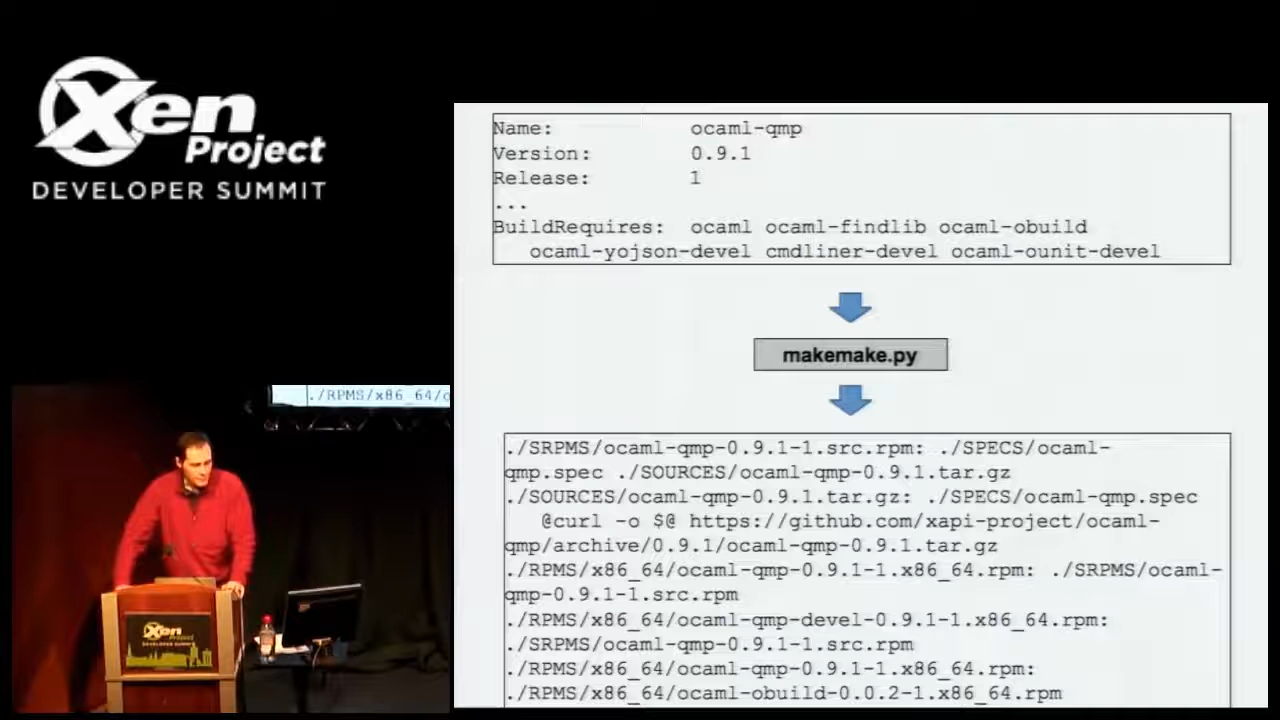 Xen
Project
DEVELOPER SUMMIT
Name: ocaml-qmp
Version: 0.9.1
Release: 1
...
BuildRequires: ocaml ocaml-findlib ocaml-obuild
ocaml-yojson-devel cmdliner-devel ocaml-ounit-devel
makemake.py
./SRPMS/ocaml-qmp-0.9.1-1.src.rpm: ./SPECS/ocaml-
qmp.spec ./SOURCES/ocaml-qmp-0.9.1.tar.gz
./SOURCES/ocaml-qmp-0.9.1.tar.gz: ./SPECS/ocaml-qmp.spec
@curl -o $@ https://github.com/xapi-project/ocaml-
qmp/archive/0.9.1/ocaml-qmp-0.9.1.tar.gz
./RPMS/x86_64/ocaml-qmp-0.9.1-1.x86_64.rpm: ./SRPMS/ocaml-
qmp-0.9.1-1.src.rpm
./RPMS/x86_64/ocaml-qmp-devel-0.9.1-1.x86_64.rpm:
./SRPMS/ocaml-qmp-0.9.1-1.src.rpm
./RPMS/x86_64/ocaml-qmp-0.9.1-1.x86_64.rpm:
./RPMS/x86_64/ocaml-obuild-0.0.2-1.x86_64.rpm
./RPMS/x86_64/o
Xen
Project
DEVELOPER SUMMIT